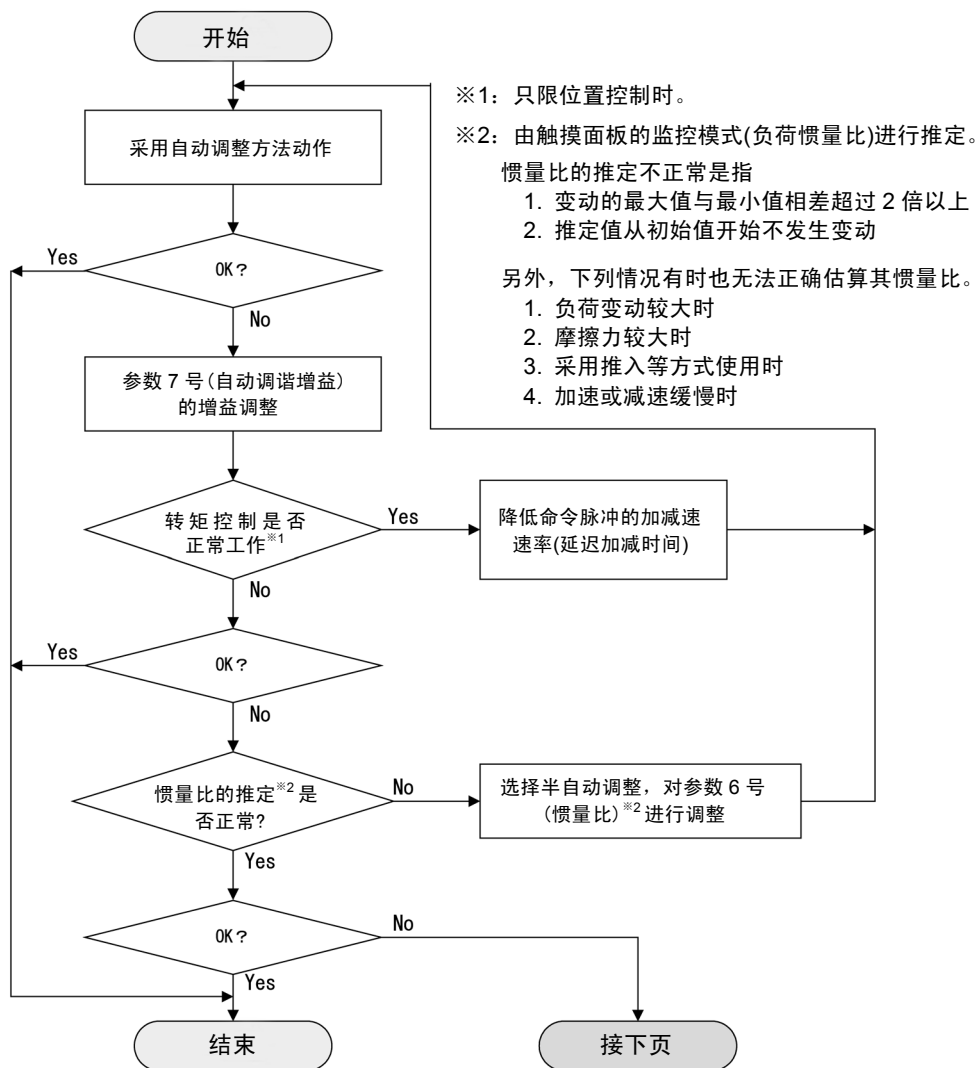 开始
※1：只限位置控制时。
※2：由触摸面板的监控模式(负荷惯量比)进行推定。
惯量比的推定不正常是指
1. 变动的最大值与最小值相差超过 2 倍以上
2. 推定值从初始值开始不发生变动
另外，下列情况有时也无法正确估算其惯量比。
1. 负荷变动较大时
2. 摩擦力较大时
3. 采用推入等方式使用时
4. 加速或减速缓慢时
采用自动调整方法动作
Yes
OK？
No
参数 7 号(自动调谐增益)
的增益调整
转矩控制是否
正常工作※1
Yes
降低命令脉冲的加减速
速率(延迟加减时间)
No
Yes
OK？
No
惯量比的推定※2 是
否正常?
No
选择半自动调整，对参数 6 号
(惯量比)※2 进行调整
Yes
OK？
No
Yes
结束
接下页